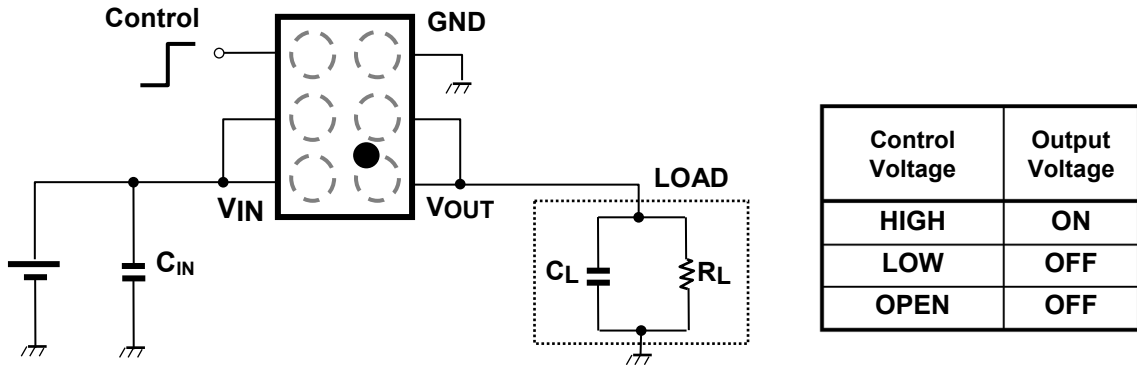 Control
GND
VIN
VOUT
LOAD
CIN
CL
RL
Control Voltage
Output Voltage
HIGH
ON
LOW
OFF
OPEN
OFF